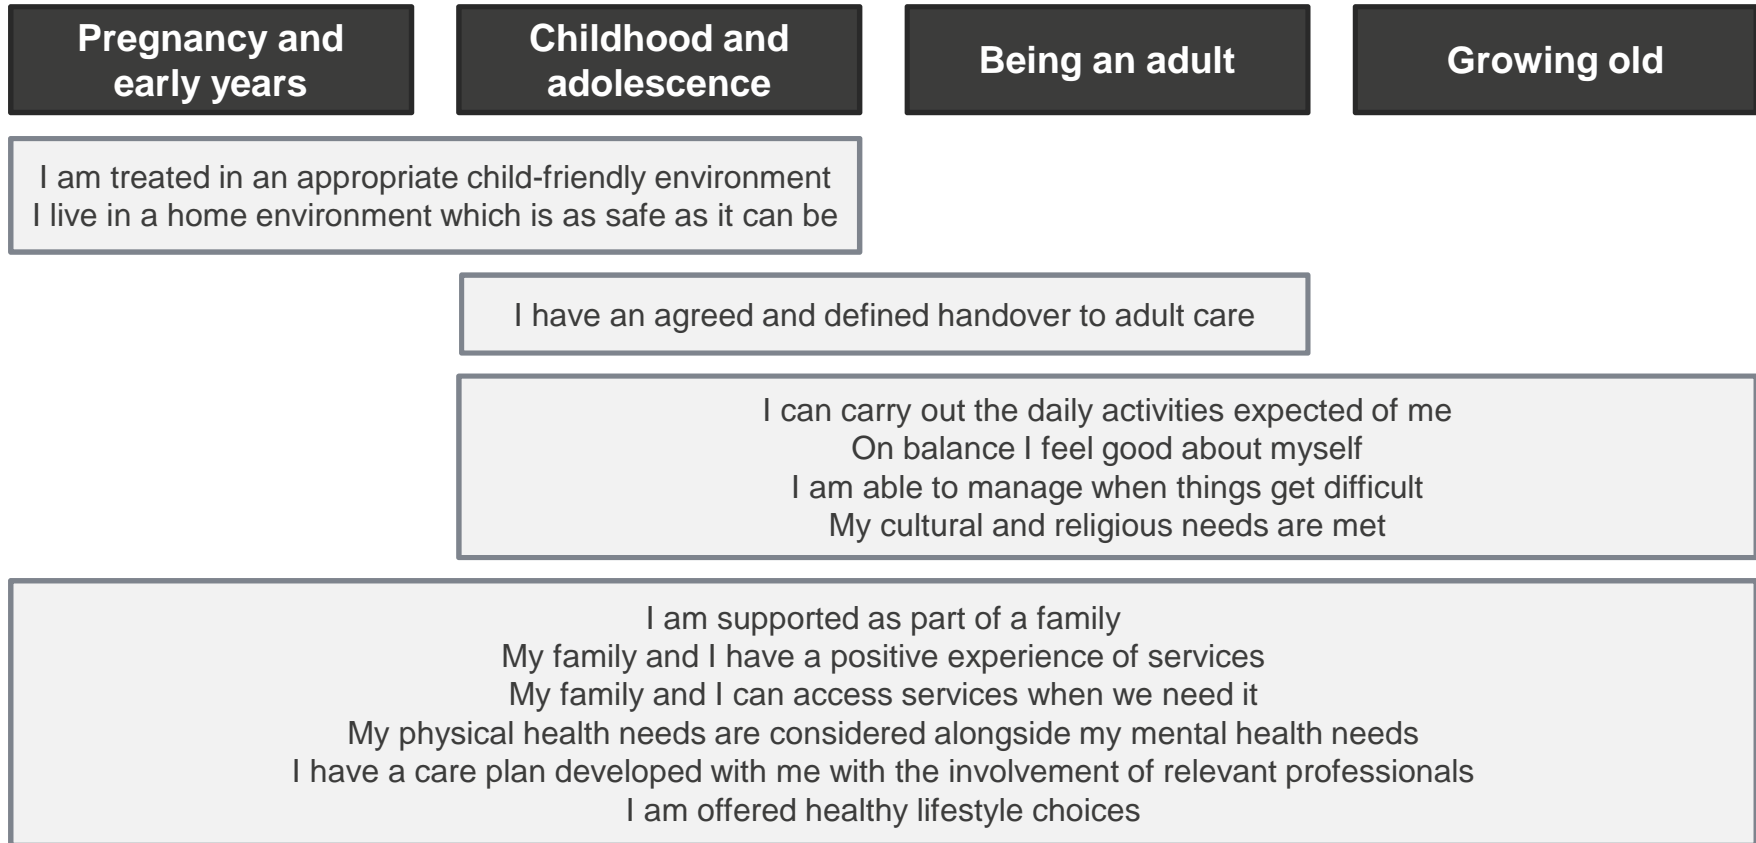 Pregnancy and
early years
Childhood and
adolescence
Being an adult
Growing old
I am treated in an appropriate child-friendly environment
I live in a home environment which is as safe as it can be
I have an agreed and defined handover to adult care
I can carry out the daily activities expected of me
On balance I feel good about myself
I am able to manage when things get difficult
My cultural and religious needs are met
I am supported as part of a family
My family and I have a positive experience of services
My family and I can access services when we need it
My physical health needs are considered alongside my mental health needs
I have a care plan developed with me with the involvement of relevant professionals
I am offered healthy lifestyle choices